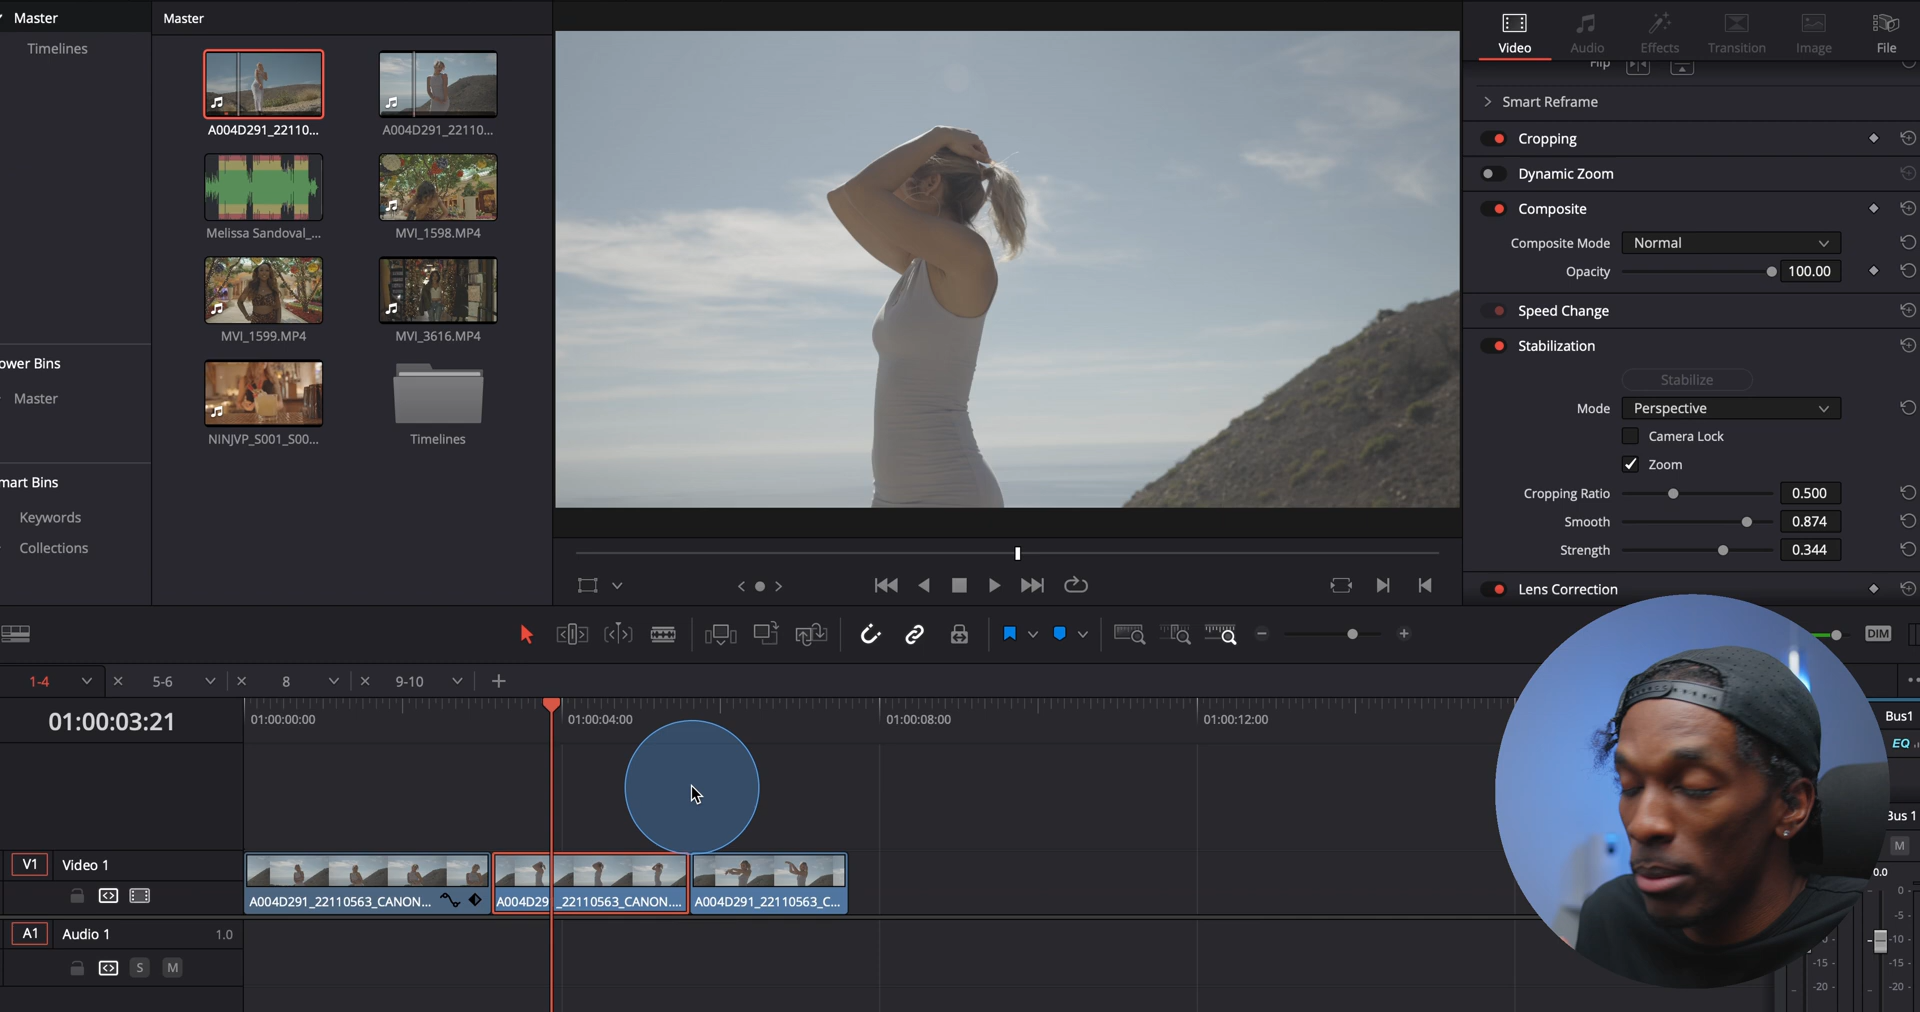 Master
Timelines
ower Bins
Master
mart Bins
Keywords
Collections
Master
A004D291_22110...
A004D291_22110...
Melissa Sandoval_...
MVI_1598.MP4
MVI_1599.MP4
MVI_3616.MP4
NINJVP_S001_S00...
Timelines
Video
Audio
Effects
Transition
Image
File
Flip
Smart Reframe
Cropping
Dynamic Zoom
Composite
Composite Mode Normal
Opacity 100.00
Speed Change
Stabilization
Stabilize
Mode Perspective
Camera Lock
Zoom
Cropping Ratio 0.500
Smooth 0.874
Strength 0.344
Lens Correction
DIM
1-4
5-6
8
9-10
01:00:03:21
01:00:00:00
01:00:04:00
01:00:08:00
01:00:12:00
V1 Video 1
A004D291_22110563_CANON...
A004D29 _22110563_CANON....
A004D291_22110563_C...
A1 Audio 1 1.0
S M
Bus1
EQ
Bus 1
M
0.0
0
-5
-10
-15
-20
-15
-20